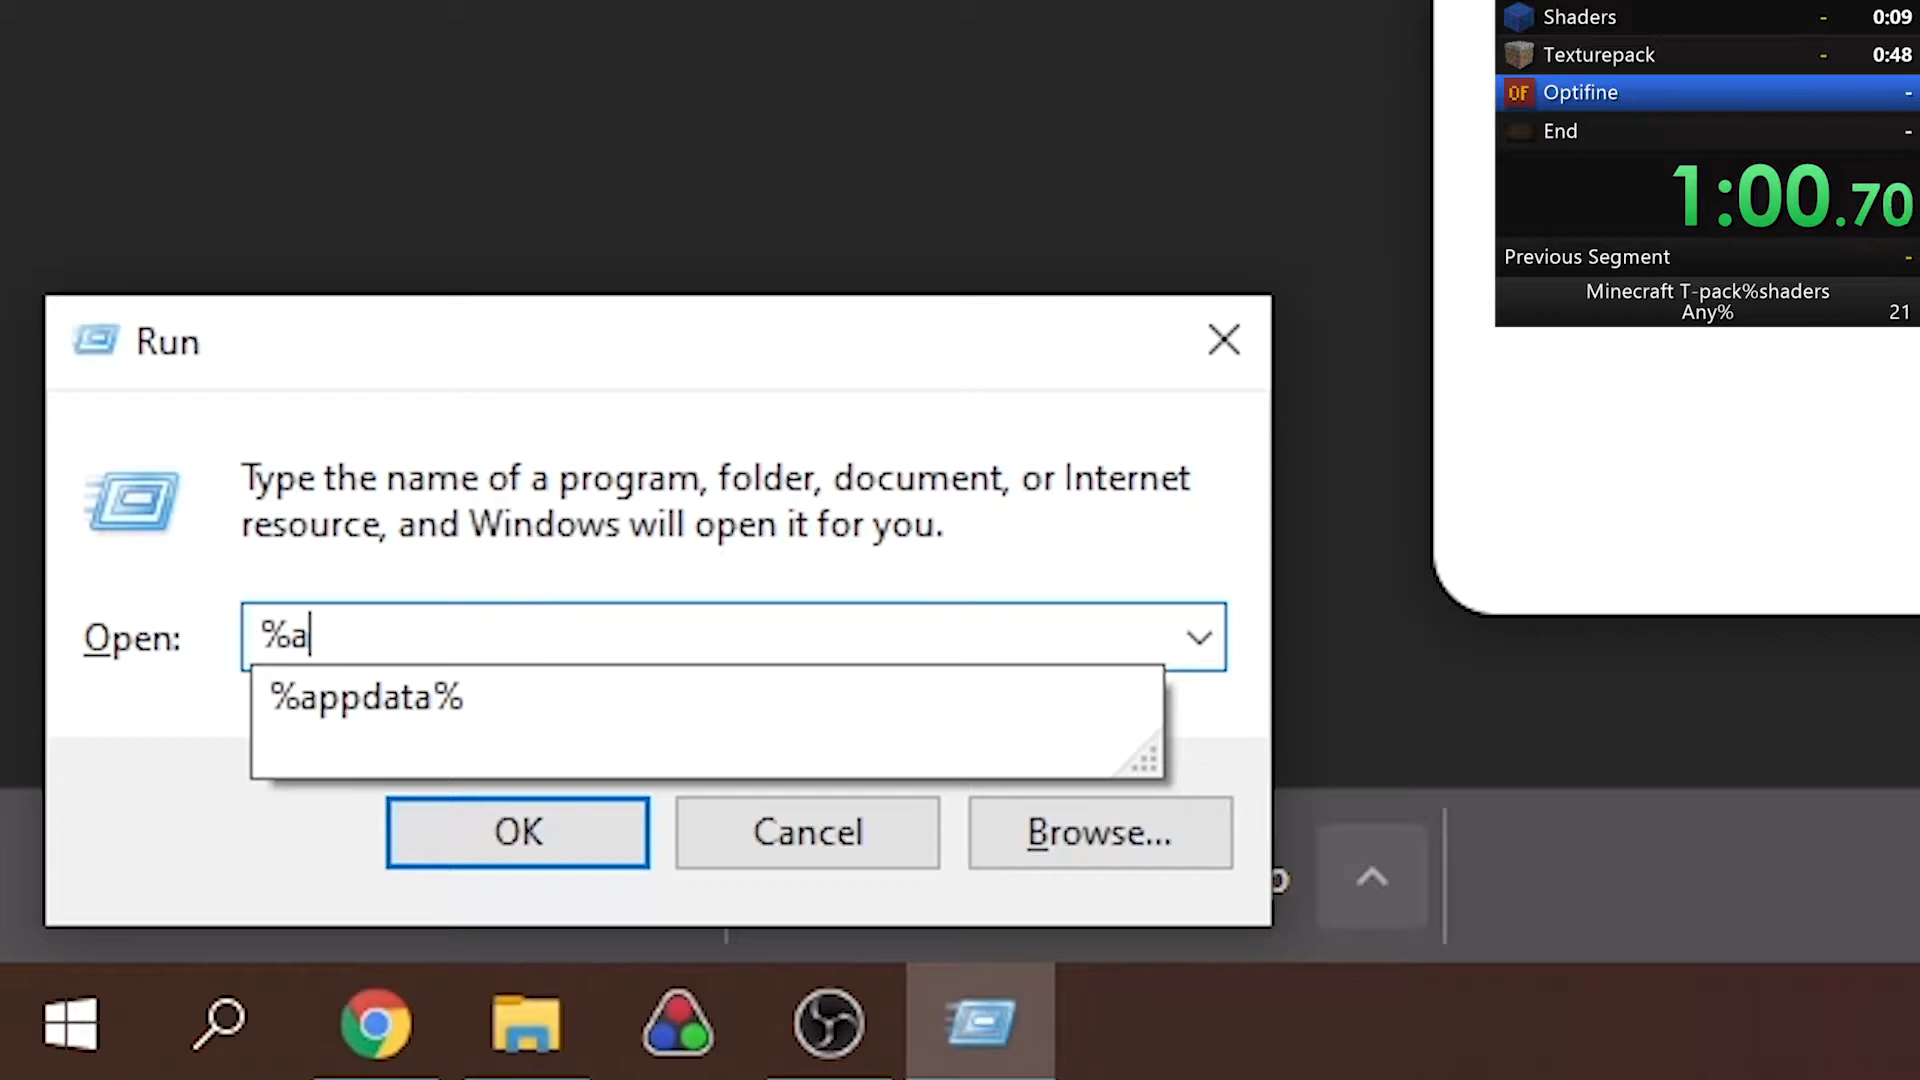 Shaders - 0:09
Texturepack - 0:48
OF Optifine -
End -
1:00.70
Previous Segment -
Minecraft T-pack%shaders
Any% 21
Run
Type the name of a program, folder, document, or Internet
resource, and Windows will open it for you.
Open: %a
%appdata%
OK Cancel Browse...